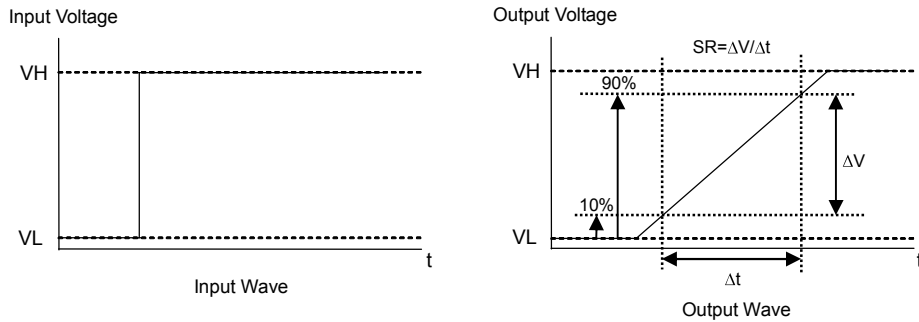 Input Voltage
VH
VL
t
Input Wave
Output Voltage
SR=ΔV/Δt
VH
90%
ΔV
10%
VL
t
Δt
Output Wave